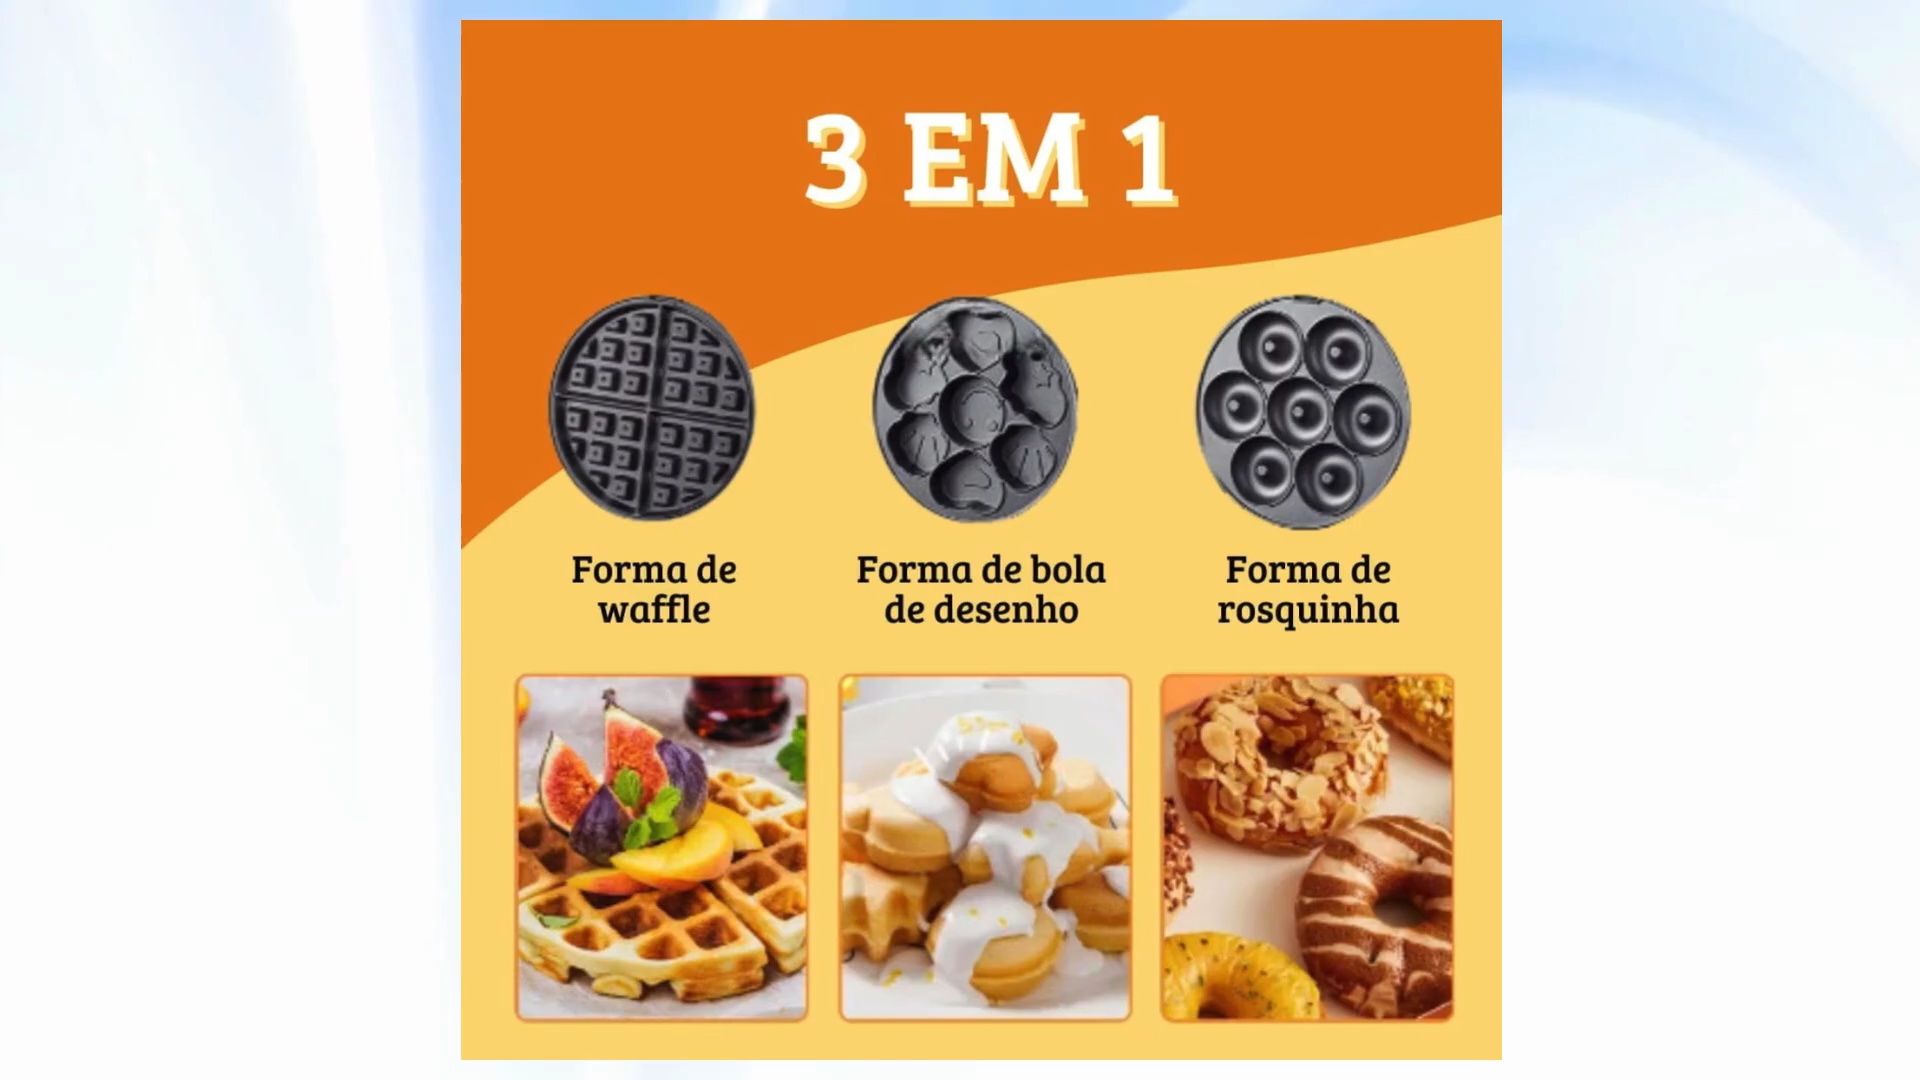 3 EM 1
Forma de
waffle
Forma de bola
de desenho
Forma de
rosquinha